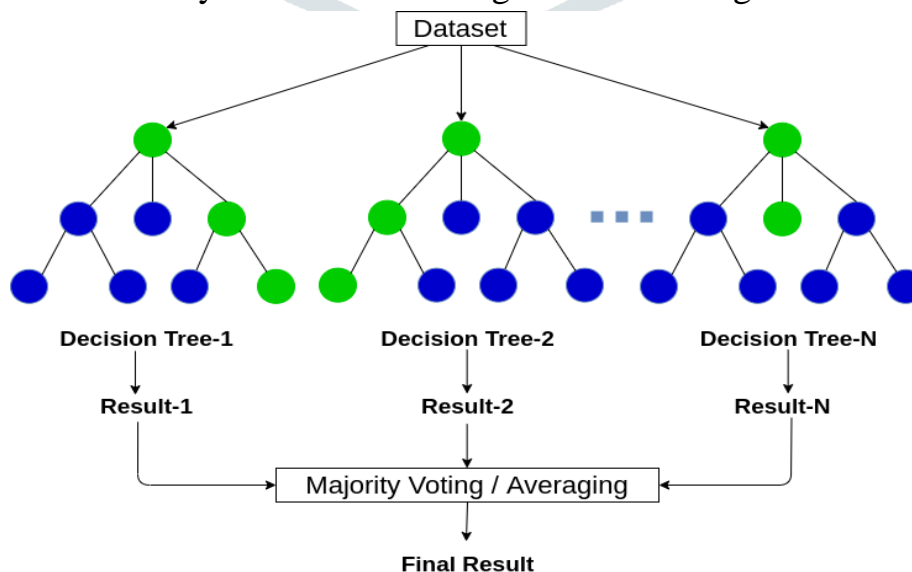 Dataset
Decision Tree-1 Decision Tree-2 Decision Tree-N
Result-1 Result-2 Result-N
Majority Voting / Averaging
Final Result